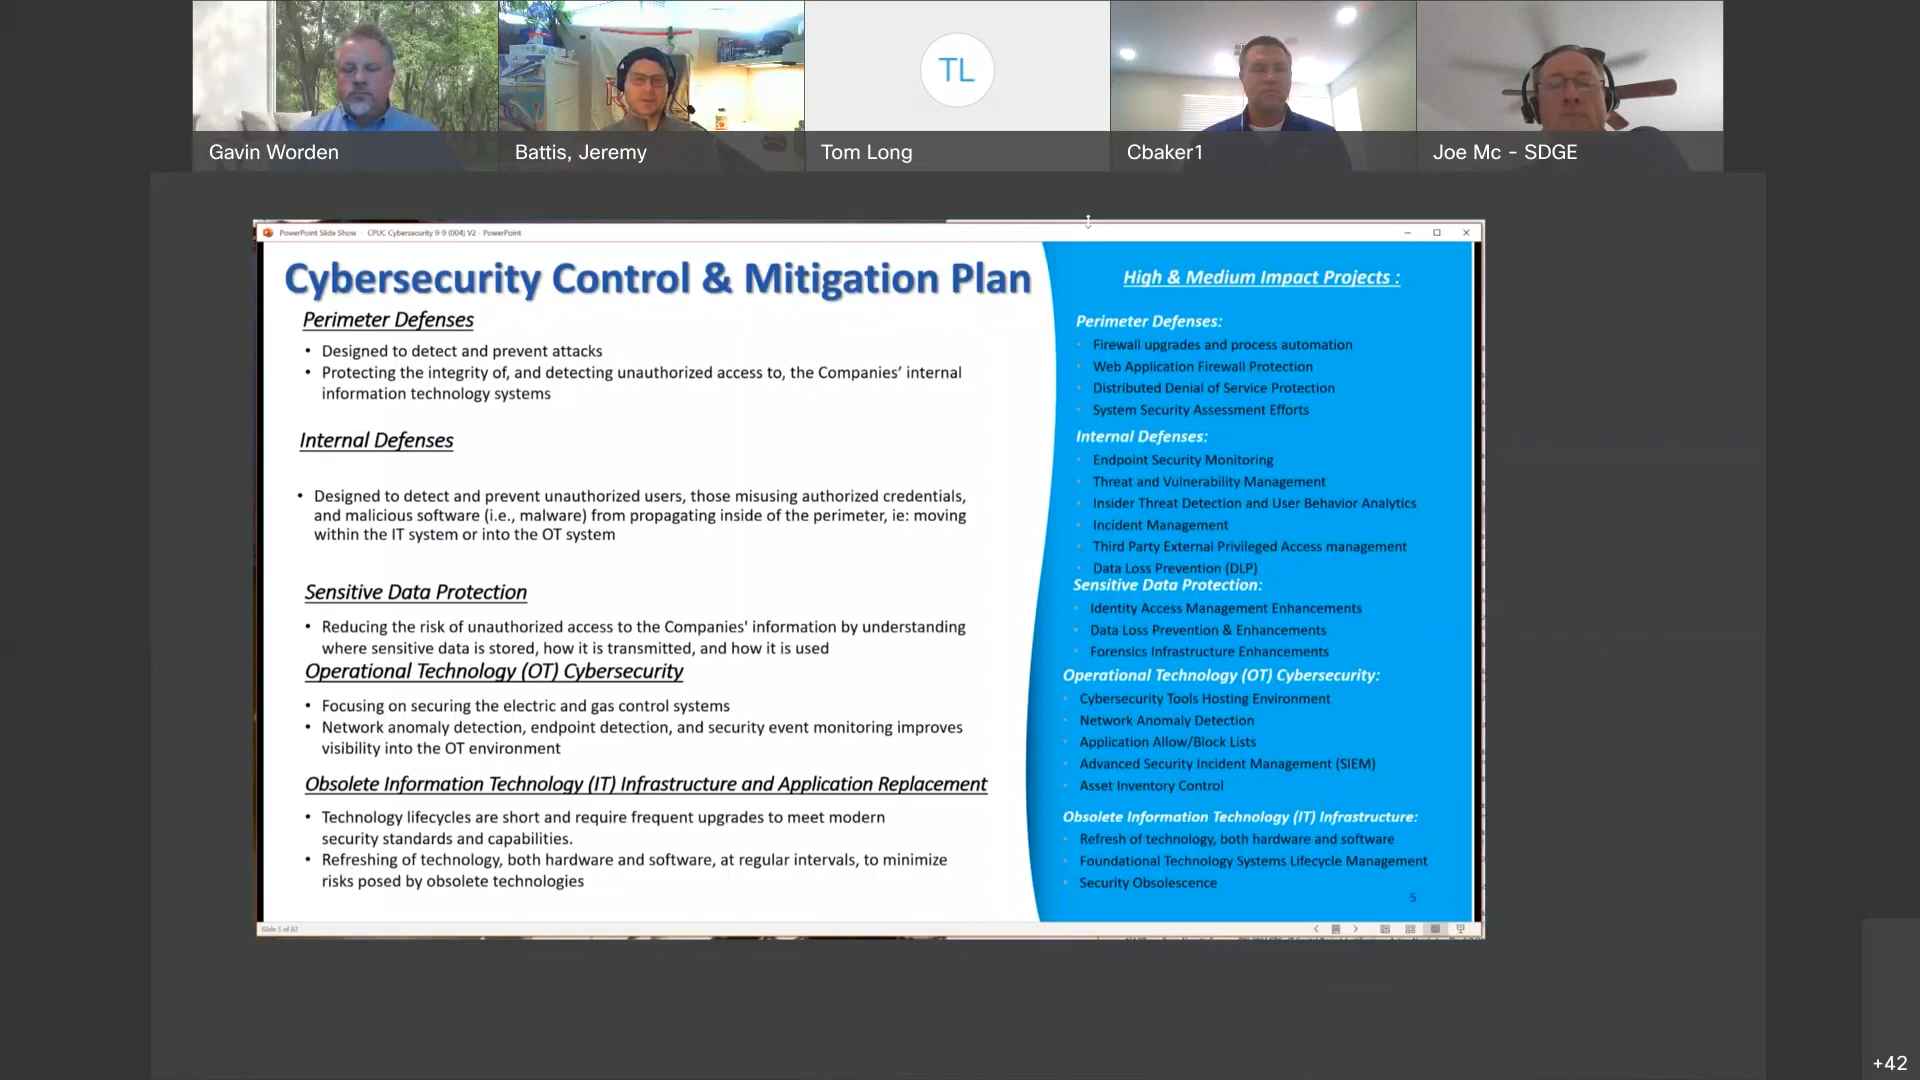 TL
Gavin Worden
Battis, Jeremy
Tom Long
Cbaker1
Joe Mc - SDGE
PowerPoint Slide Show - CPUC Cybersecurity 9-9 (004) V2 - PowerPoint
Cybersecurity Control & Mitigation Plan
Perimeter Defenses
• Designed to detect and prevent attacks
• Protecting the integrity of, and detecting unauthorized access to, the Companies’ internal
information technology systems
Internal Defenses
• Designed to detect and prevent unauthorized users, those misusing authorized credentials,
and malicious software (i.e., malware) from propagating inside of the perimeter, ie: moving
within the IT system or into the OT system
Sensitive Data Protection
• Reducing the risk of unauthorized access to the Companies' information by understanding
where sensitive data is stored, how it is transmitted, and how it is used
Operational Technology (OT) Cybersecurity
• Focusing on securing the electric and gas control systems
• Network anomaly detection, endpoint detection, and security event monitoring improves
visibility into the OT environment
Obsolete Information Technology (IT) Infrastructure and Application Replacement
• Technology lifecycles are short and require frequent upgrades to meet modern
security standards and capabilities.
• Refreshing of technology, both hardware and software, at regular intervals, to minimize
risks posed by obsolete technologies
High & Medium Impact Projects :
Perimeter Defenses:
• Firewall upgrades and process automation
• Web Application Firewall Protection
• Distributed Denial of Service Protection
• System Security Assessment Efforts
Internal Defenses:
• Endpoint Security Monitoring
• Threat and Vulnerability Management
• Insider Threat Detection and User Behavior Analytics
• Incident Management
• Third Party External Privileged Access management
• Data Loss Prevention (DLP)
Sensitive Data Protection:
• Identity Access Management Enhancements
• Data Loss Prevention & Enhancements
• Forensics Infrastructure Enhancements
Operational Technology (OT) Cybersecurity:
• Cybersecurity Tools Hosting Environment
• Network Anomaly Detection
• Application Allow/Block Lists
• Advanced Security Incident Management (SIEM)
• Asset Inventory Control
Obsolete Information Technology (IT) Infrastructure:
• Refresh of technology, both hardware and software
• Foundational Technology Systems Lifecycle Management
• Security Obsolescence
5
Slide 5 of 82
+42